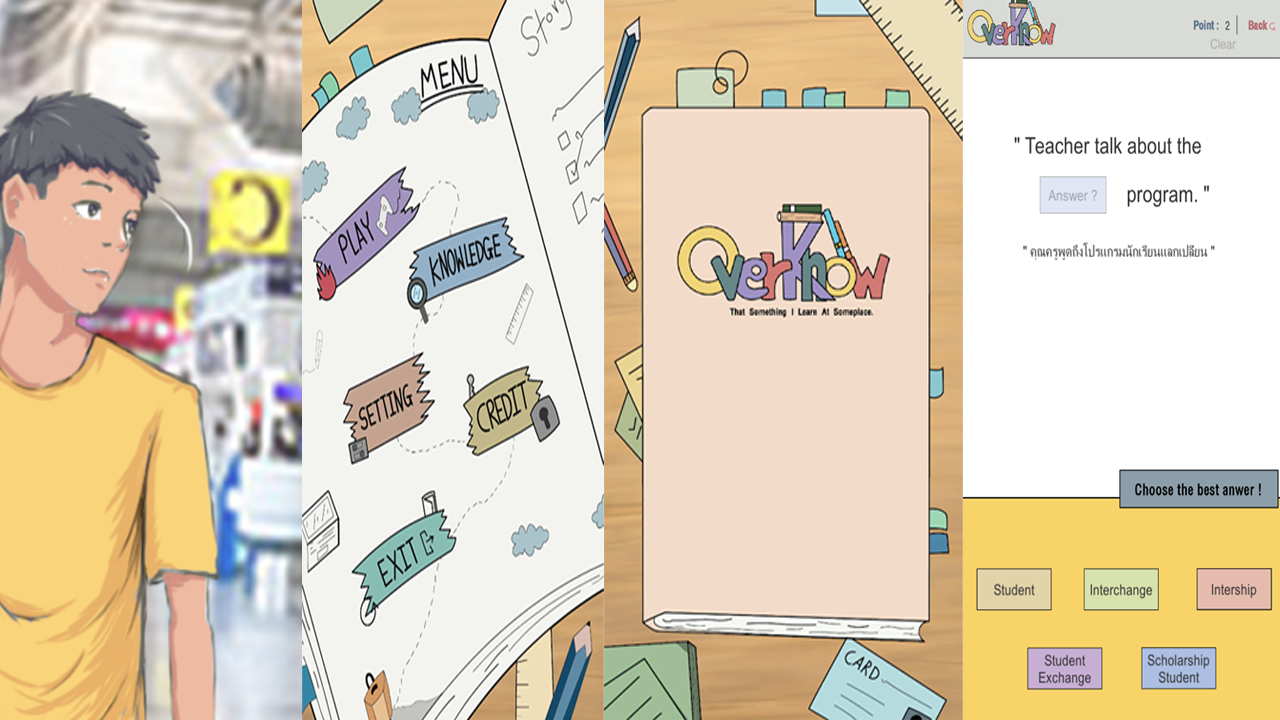 MENU
PLAY
KNOWLEDGE
SETTING
CREDIT
EXIT
Story
OverKnow
That Something I Learn At Someplace.
CARD
OverKnow
Point : 2
Back
Clear
" Teacher talk about the
Answer ? program. "
" คุณครูพูดถึงโปรแกรมนักเรียนแลกเปลี่ยน "
Choose the best anwer !
Student
Interchange
Intership
Student
Exchange
Scholarship
Student